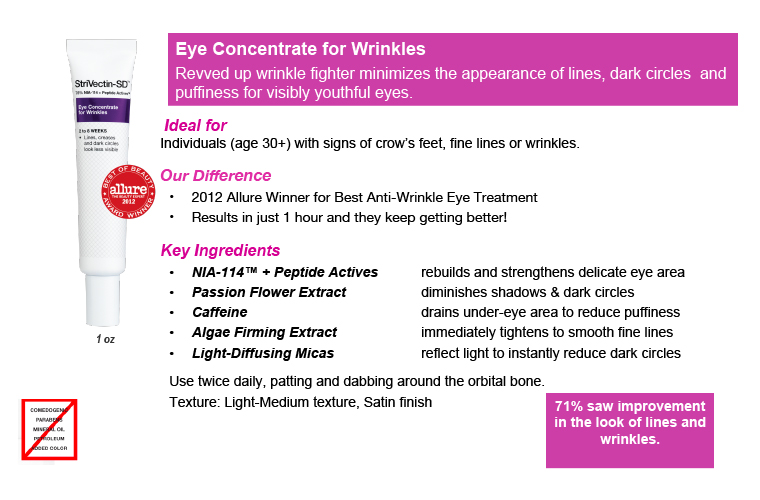 Eye Concentrate for Wrinkles
Revved up wrinkle fighter minimizes the appearance of lines, dark circles and
puffiness for visibly youthful eyes.
StriVectin-SD™
Eye Concentrate
for Wrinkles
2 to 8 WEEKS
+ Lines, creases
and dark circles
look less visible
BEST OF BEAUTY
allure
THE BEAUTY EXPERT
2012
AWARD WINNER
1 oz
Ideal for
Individuals (age 30+) with signs of crow's feet, fine lines or wrinkles.
Our Difference
• 2012 Allure Winner for Best Anti-Wrinkle Eye Treatment
• Results in just 1 hour and they keep getting better!
Key Ingredients
• NIA-114™ + Peptide Actives rebuilds and strengthens delicate eye area
• Passion Flower Extract diminishes shadows & dark circles
• Caffeine drains under-eye area to reduce puffiness
• Algae Firming Extract immediately tightens to smooth fine lines
• Light-Diffusing Micas reflect light to instantly reduce dark circles
Use twice daily, patting and dabbing around the orbital bone.
Texture: Light-Medium texture, Satin finish
COMEDOGENIC
PARABENS
MINERAL OIL
PETROLEUM
ADDED COLOR
71% saw improvement
in the look of lines and
wrinkles.